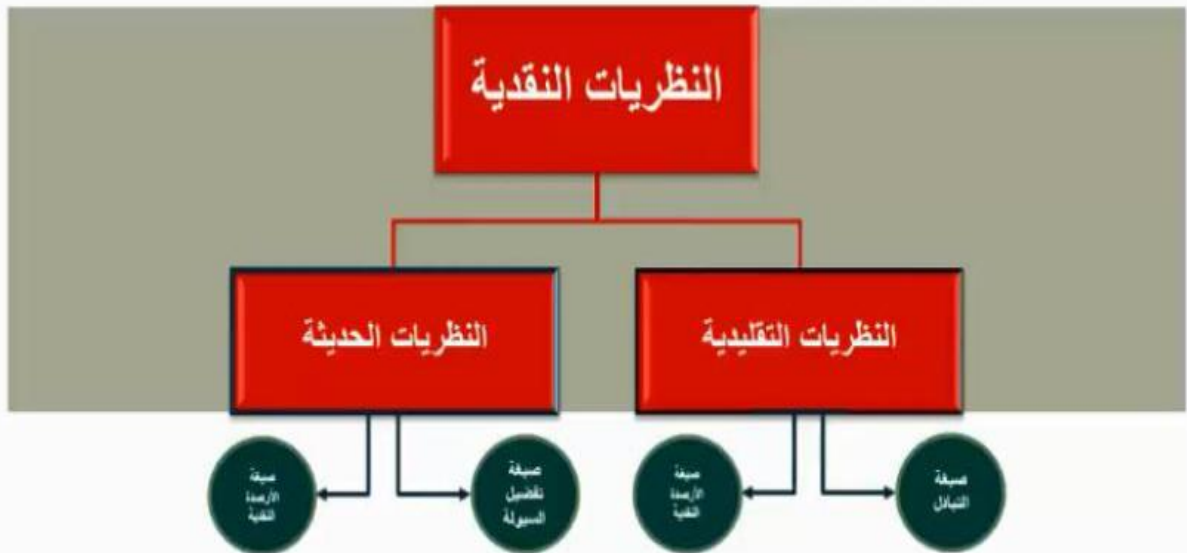 النظريات النقدية
النظريات التقليدية
النظريات الحديثة
صيغة
التبادل
صيغة
الأرصدة
النقدية
صيغة
تفضيل
السيولة
صيغة
الأرصدة
النقدية